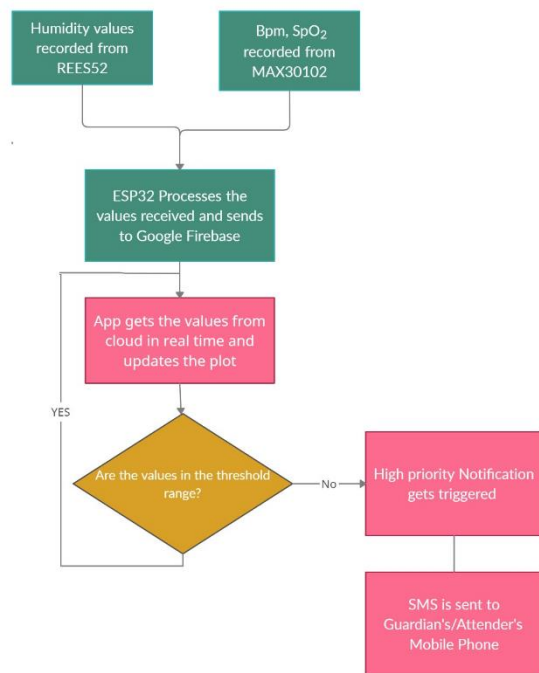 Humidity values
recorded from
REES52
Bpm, SpO₂
recorded from
MAX30102
ESP32 Processes the
values received and sends
to Google Firebase
App gets the values from
cloud in real time and
updates the plot
YES
Are the values in the threshold
range?
No
High priority Notification
gets triggered
SMS is sent to
Guardian's/Attender's
Mobile Phone